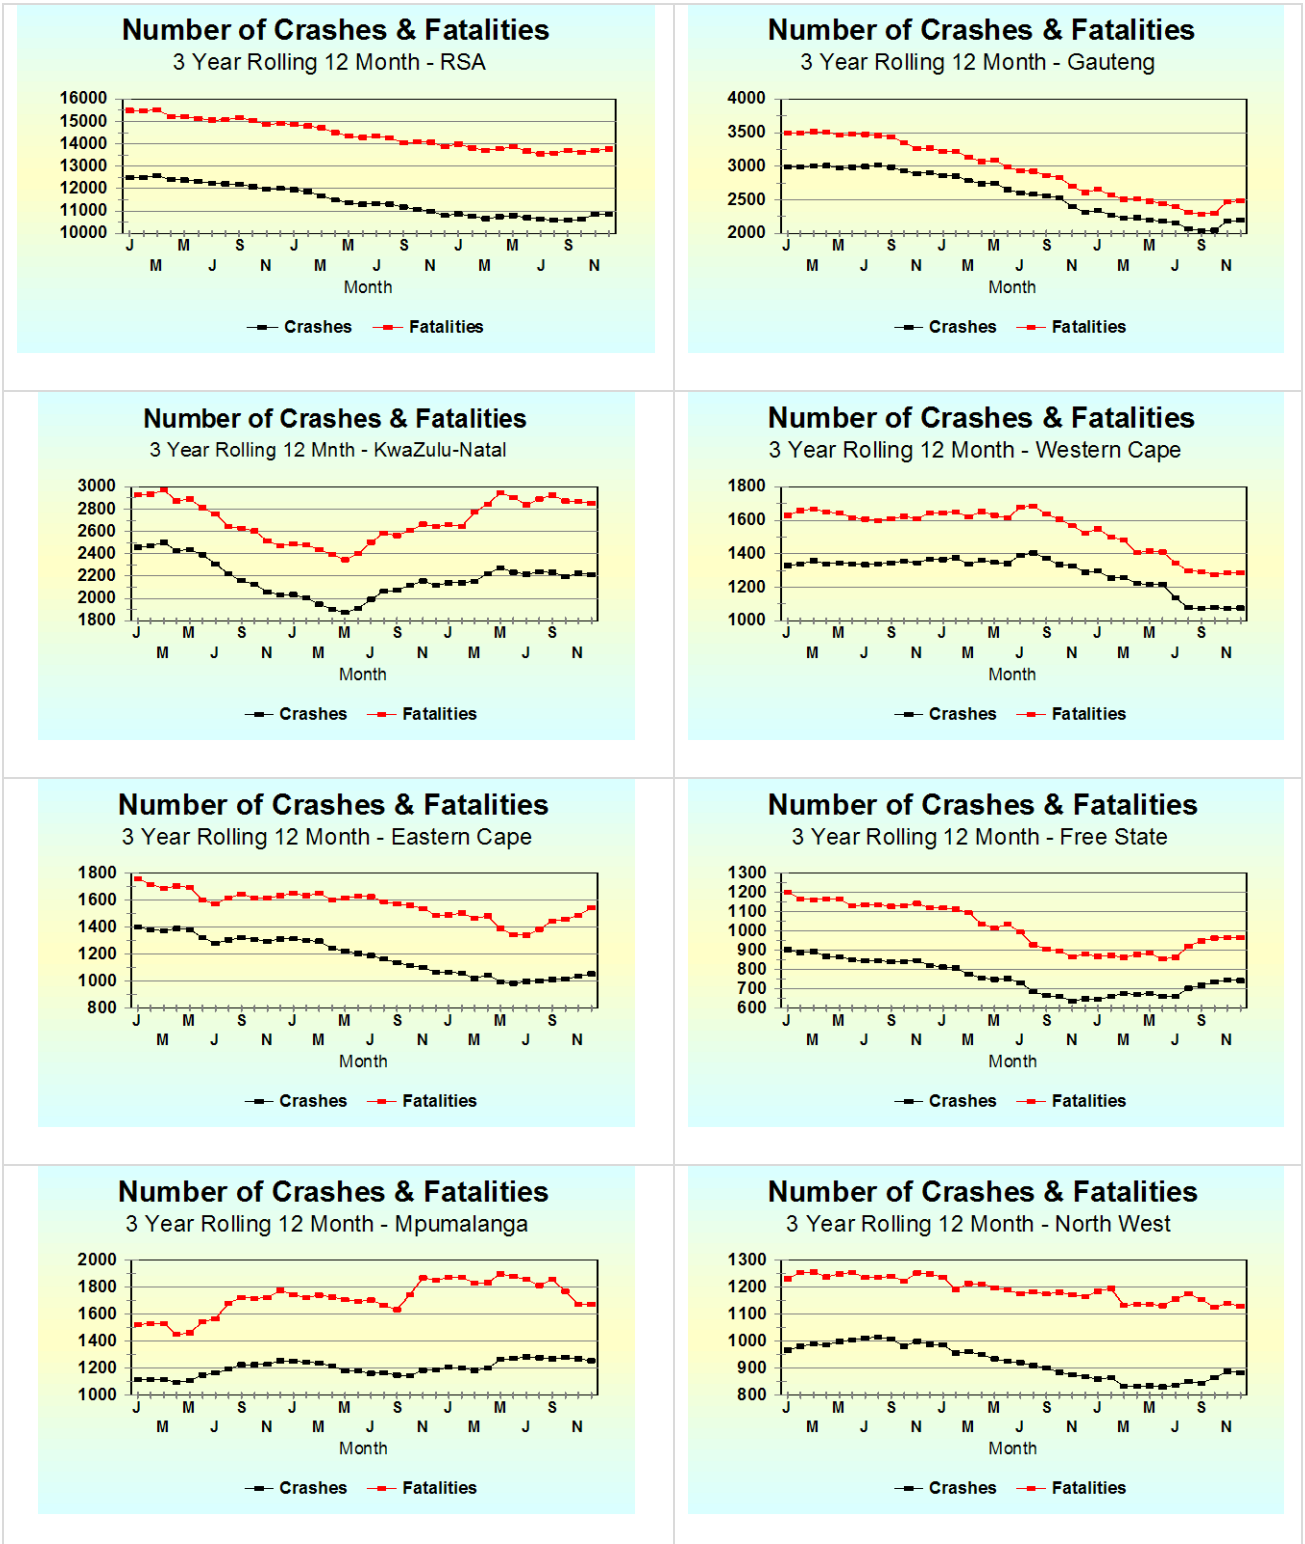 Number of Crashes & Fatalities
3 Year Rolling 12 Month - RSA
16000
15000
14000
13000
12000
11000
10000
J M S J M S J M S
M J N M J N M J N
Month
Crashes Fatalities
Number of Crashes & Fatalities
3 Year Rolling 12 Month - Gauteng
4000
3500
3000
2500
2000
J M S J M S J M S
M J N M J N M J N
Month
Crashes Fatalities
Number of Crashes & Fatalities
3 Year Rolling 12 Mnth - KwaZulu-Natal
3000
2800
2600
2400
2200
2000
1800
J M S J M S J M S
M J N M J N M J N
Month
Crashes Fatalities
Number of Crashes & Fatalities
3 Year Rolling 12 Month - Western Cape
1800
1600
1400
1200
1000
J M S J M S J M S
M J N M J N M J N
Month
Crashes Fatalities
Number of Crashes & Fatalities
3 Year Rolling 12 Month - Eastern Cape
1800
1600
1400
1200
1000
800
J M S J M S J M S
M J N M J N M J N
Month
Crashes Fatalities
Number of Crashes & Fatalities
3 Year Rolling 12 Month - Free State
1300
1200
1100
1000
900
800
700
600
J M S J M S J M S
M J N M J N M J N
Month
Crashes Fatalities
Number of Crashes & Fatalities
3 Year Rolling 12 Month - Mpumalanga
2000
1800
1600
1400
1200
1000
J M S J M S J M S
M J N M J N M J N
Month
Crashes Fatalities
Number of Crashes & Fatalities
3 Year Rolling 12 Month - North West
1300
1200
1100
1000
900
800
J M S J M S J M S
M J N M J N M J N
Month
Crashes Fatalities